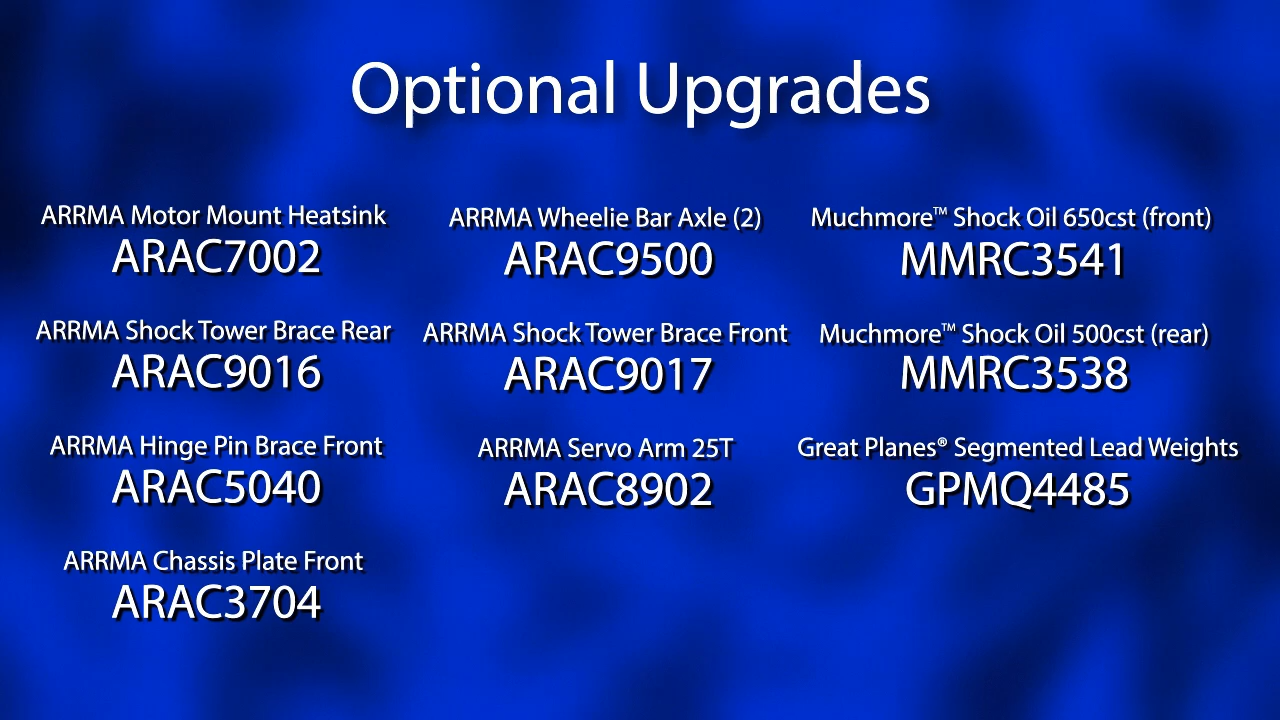 Optional Upgrades
ARRMA Motor Mount Heatsink
ARAC7002
ARRMA Shock Tower Brace Rear
ARAC9016
ARRMA Hinge Pin Brace Front
ARAC5040
ARRMA Chassis Plate Front
ARAC3704
ARRMA Wheelie Bar Axle (2)
ARAC9500
ARRMA Shock Tower Brace Front
ARAC9017
ARRMA Servo Arm 25T
ARAC8902
Muchmore™ Shock Oil 650cst (front)
MMRC3541
Muchmore™ Shock Oil 500cst (rear)
MMRC3538
Great Planes® Segmented Lead Weights
GPMQ4485